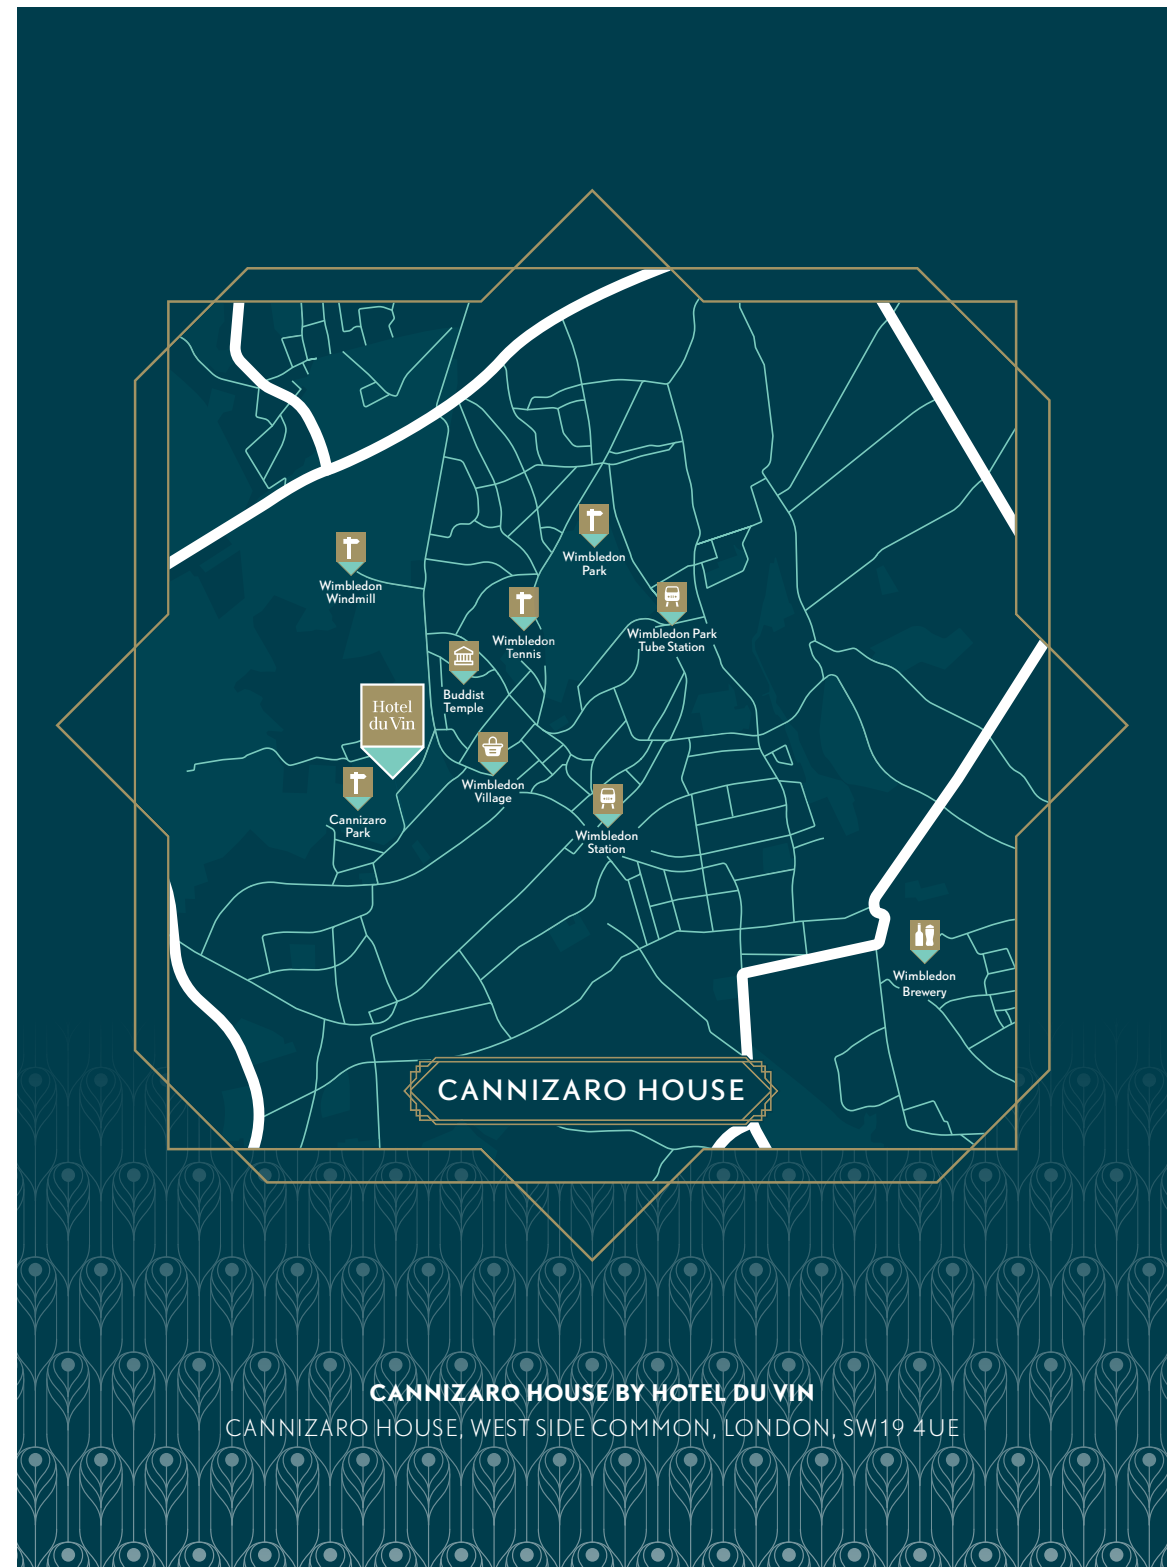 Wimbledon
Park
Wimbledon
Windmill
Wimbledon
Tennis
Wimbledon Park
Tube Station
Buddist
Temple
Hotel
du Vin
Wimbledon
Village
Cannizaro
Park
Wimbledon
Station
Wimbledon
Brewery
CANNIZARO HOUSE
CANNIZARO HOUSE BY HOTEL DU VIN
CANNIZARO HOUSE, WEST SIDE COMMON, LONDON, SW19 4UE